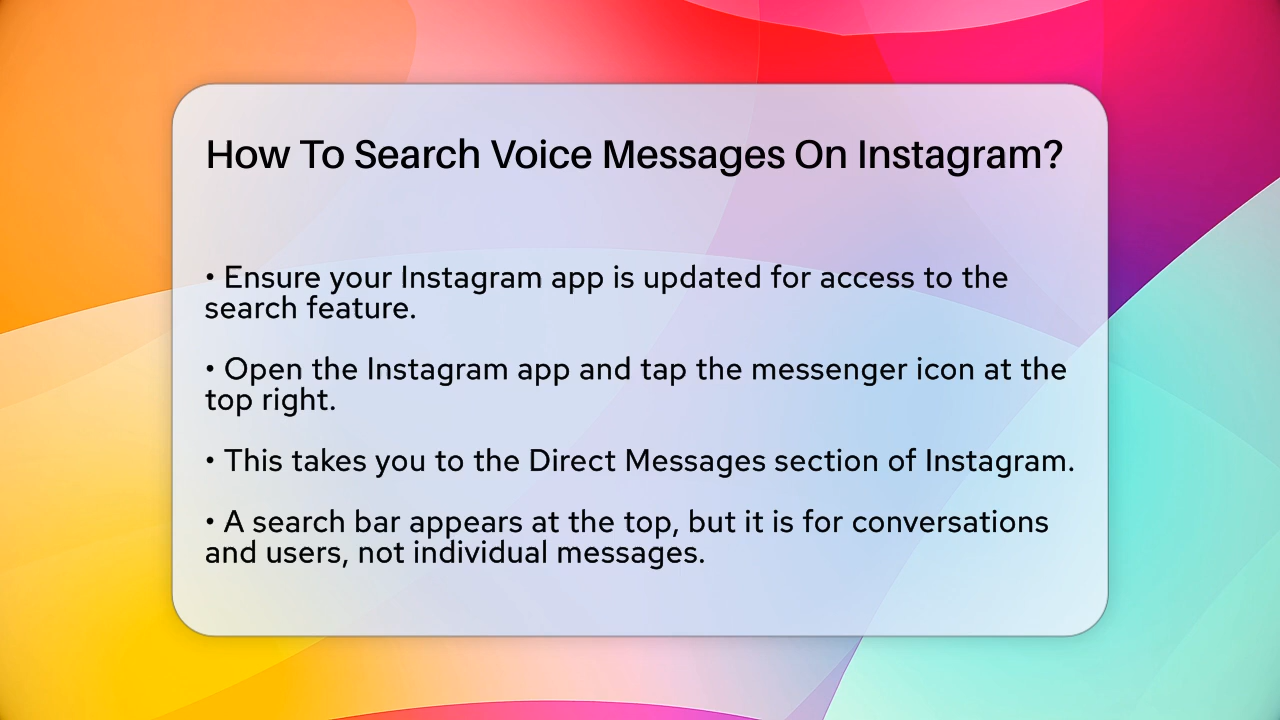 How To Search Voice Messages On Instagram?
• Ensure your Instagram app is updated for access to the
search feature.
• Open the Instagram app and tap the messenger icon at the
top right.
• This takes you to the Direct Messages section of Instagram.
• A search bar appears at the top, but it is for conversations
and users, not individual messages.